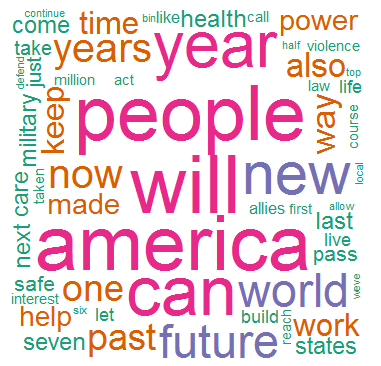 continue
binlike health call
come time power
take years year half violence
defend million act also top
military just law life
keep people way course
taken now will new local
made allies first allow
next care america last
live
safe one can world pass
interest six let weve
help build reach work
seven past future states